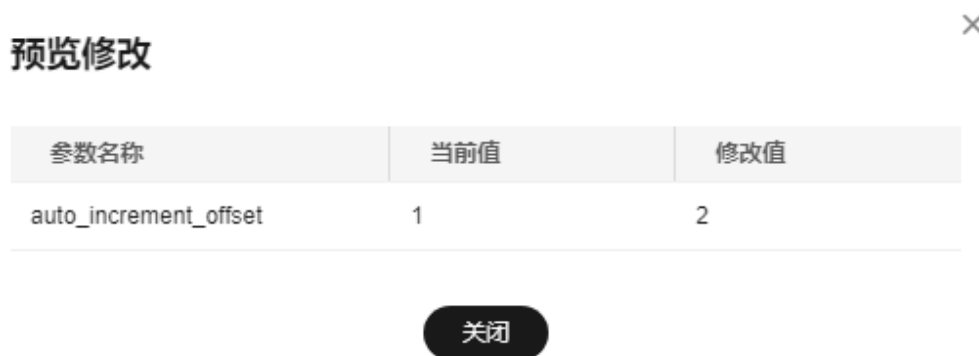 预览修改
参数名称 当前值 修改值
auto_increment_offset 1 2
关闭